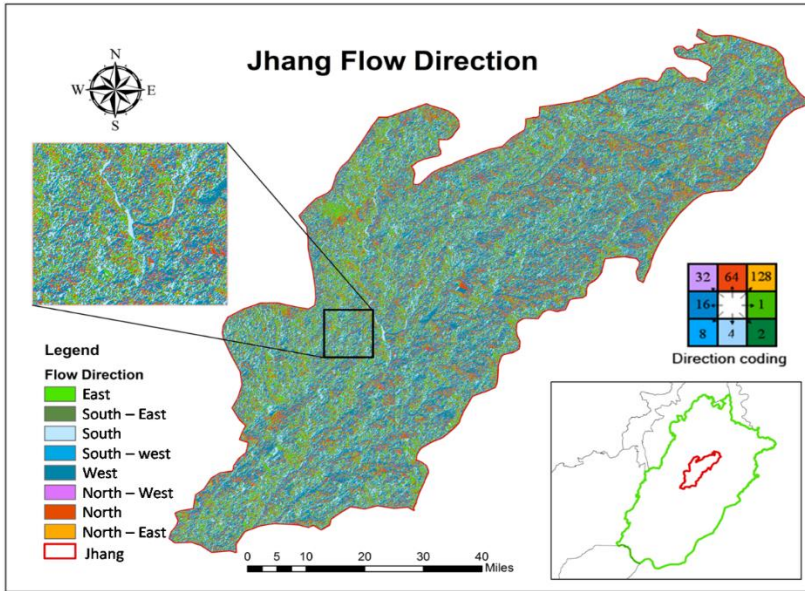 Jhang Flow Direction
N
W E
S
32 64 128
16 1
8 4 2
Direction coding
Legend
Flow Direction
East
South – East
South
South – west
West
North – West
North
North – East
Jhang
0 5 10 20 30 40
Miles